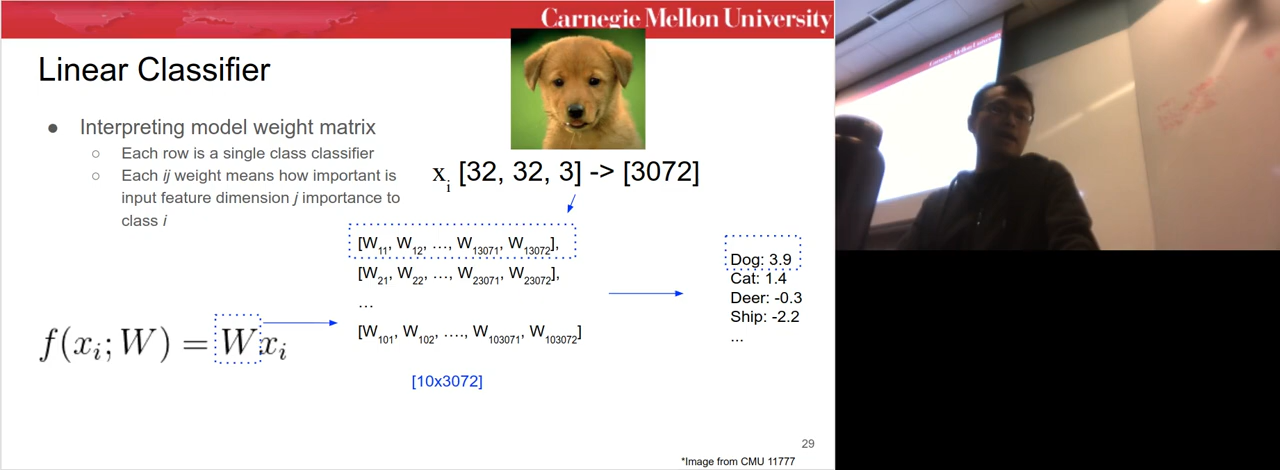 Carnegie Mellon University
Linear Classifier
● Interpreting model weight matrix
○ Each row is a single class classifier
○ Each ij weight means how important is
input feature dimension j importance to
class i
xi [32, 32, 3] -> [3072]
[W11, W12, …, W13071, W13072],
[W21, W22, …, W23071, W23072],
…
[W101, W102, …., W103071, W103072]
[10x3072]
f(xi; W) = Wxi
Dog: 3.9
Cat: 1.4
Deer: -0.3
Ship: -2.2
...
29
*Image from CMU 11777
Carnegie Mellon University